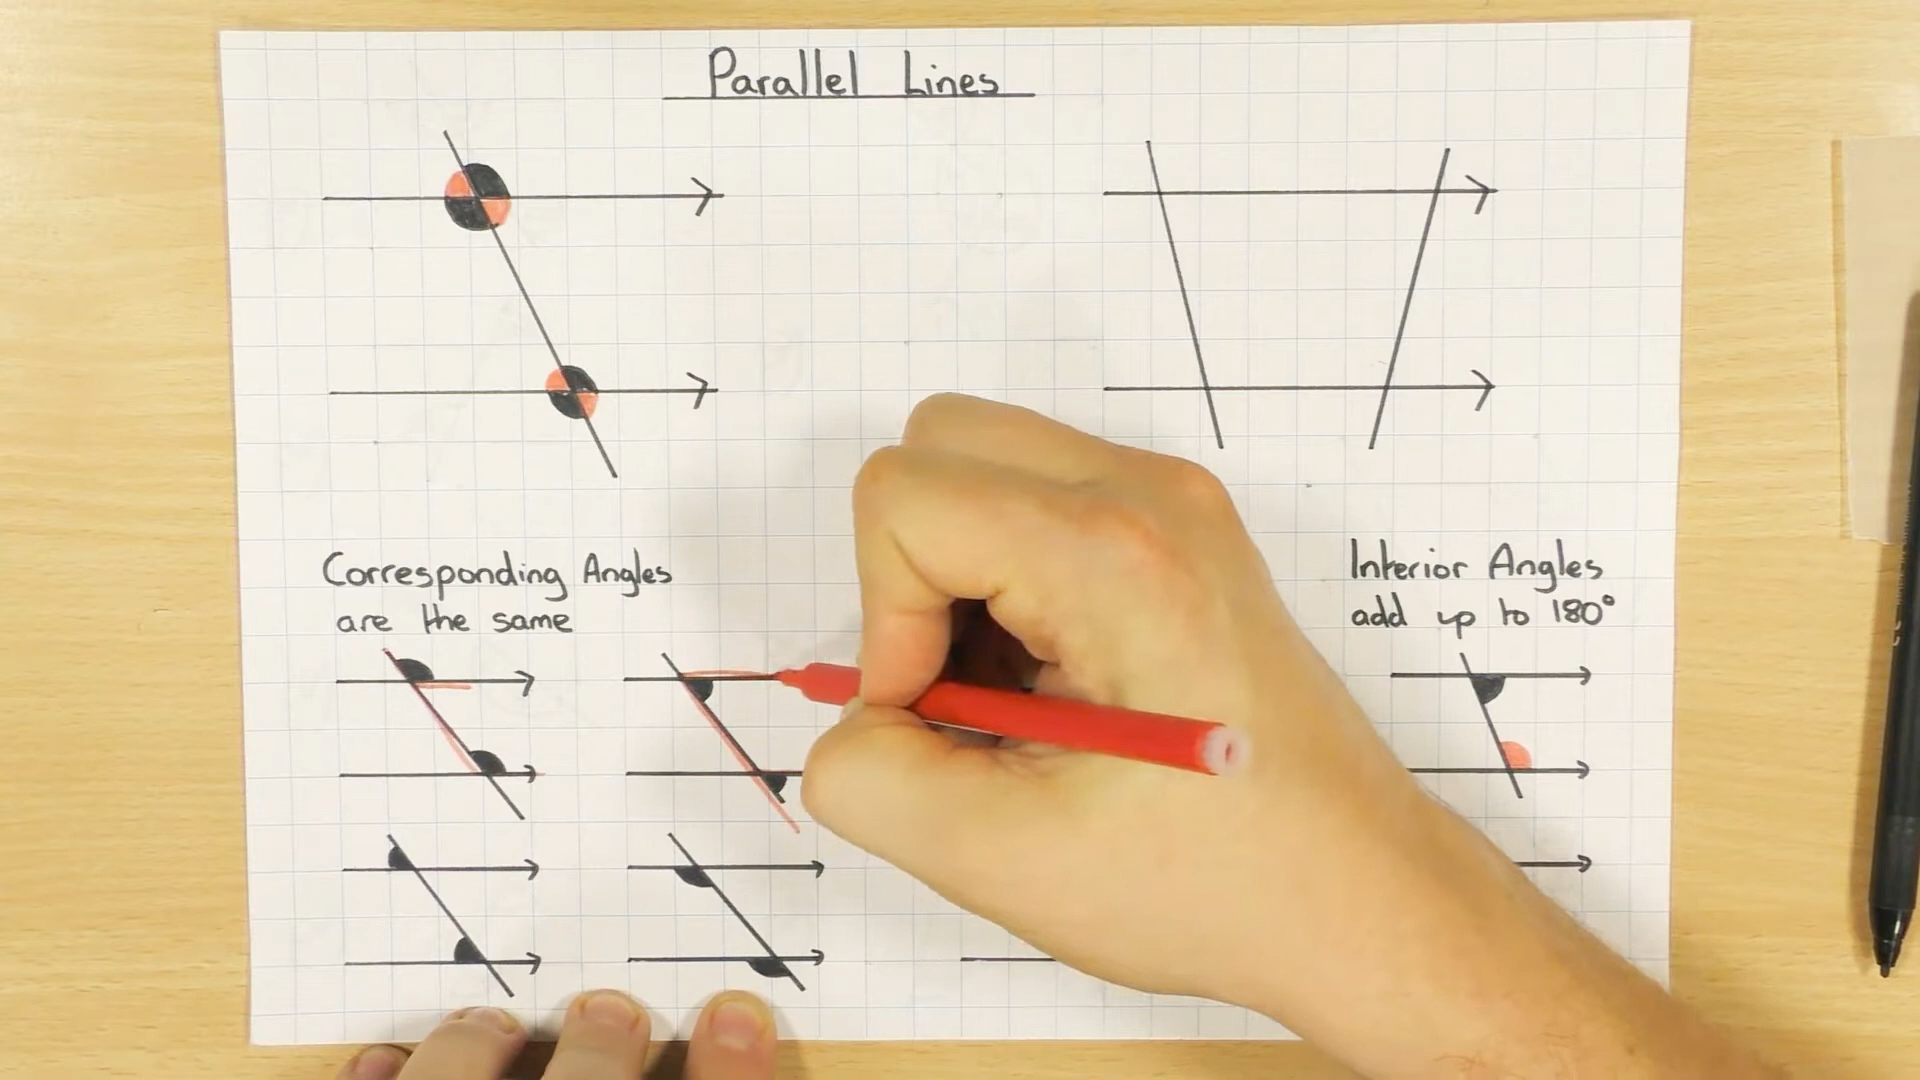 Parallel Lines
Corresponding Angles
are the same
Interior Angles
add up to 180°